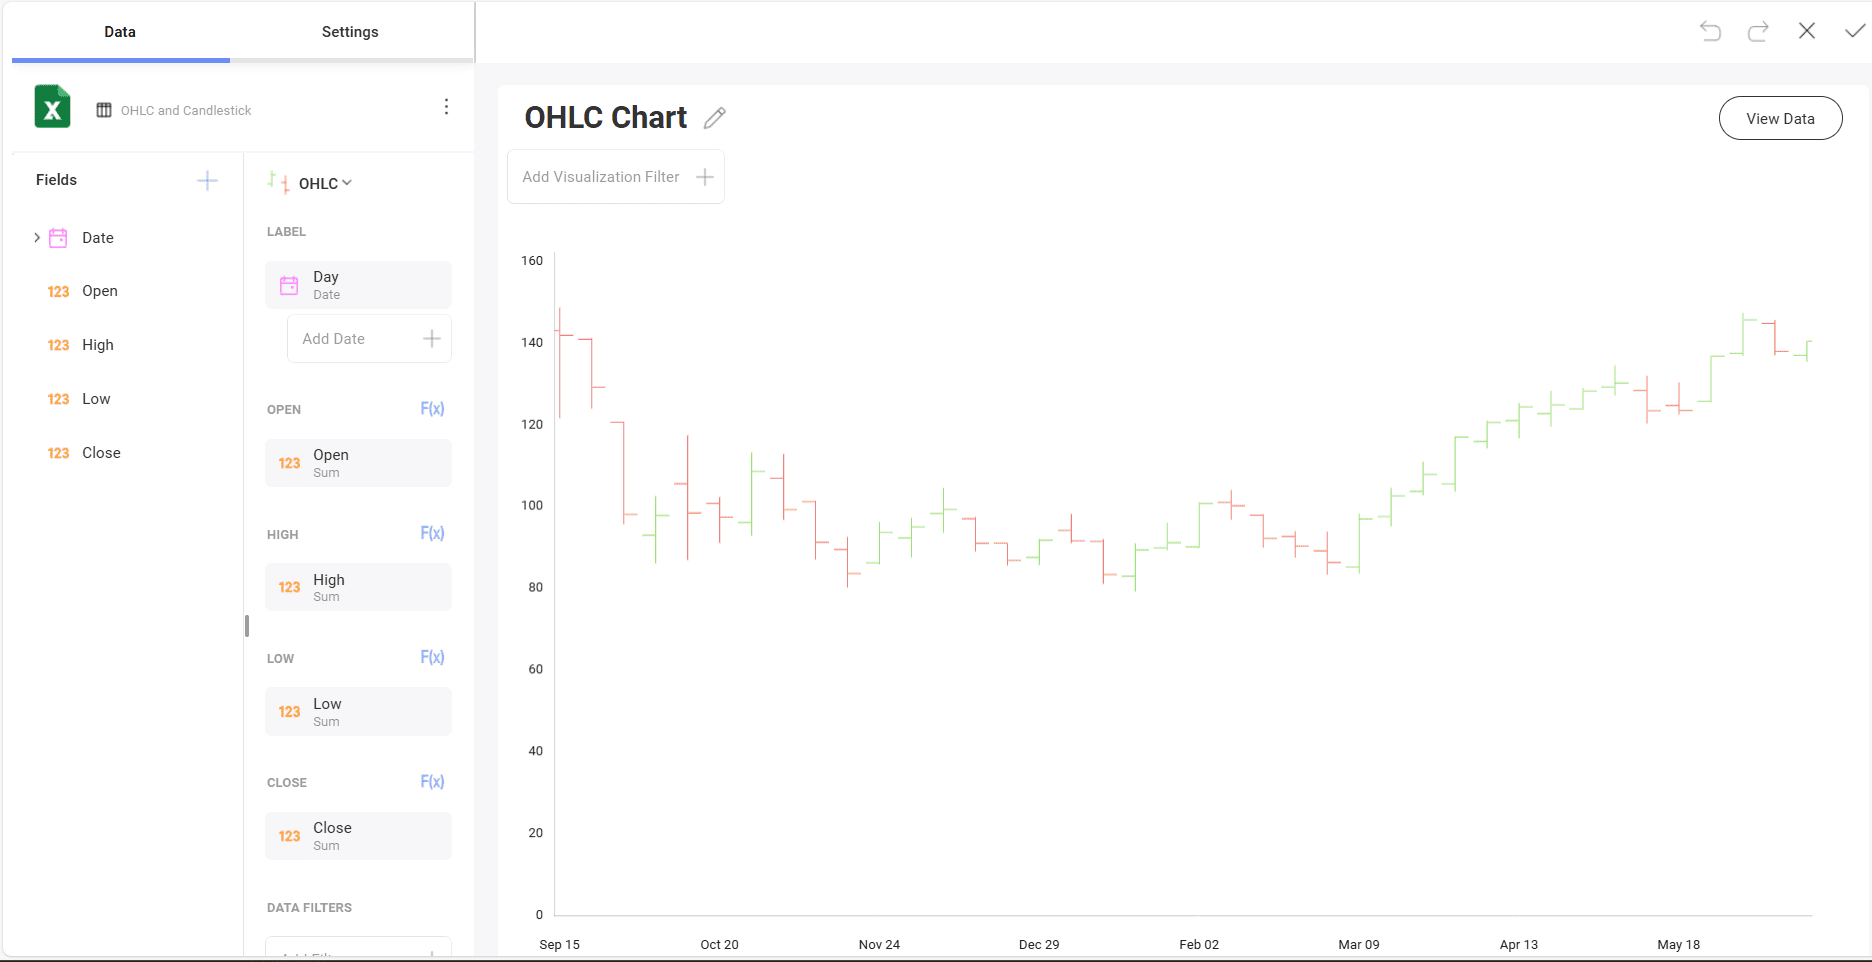 Data
Settings
OHLC and Candlestick
Fields
Date
123 Open
123 High
123 Low
123 Close
OHLC
LABEL
Day
Date
Add Date
OPEN F(x)
123 Open
Sum
HIGH F(x)
123 High
Sum
LOW F(x)
123 Low
Sum
CLOSE F(x)
123 Close
Sum
DATA FILTERS
OHLC Chart
View Data
Add Visualization Filter
160
140
120
100
80
60
40
20
0
Sep 15 Oct 20 Nov 24 Dec 29 Feb 02 Mar 09 Apr 13 May 18